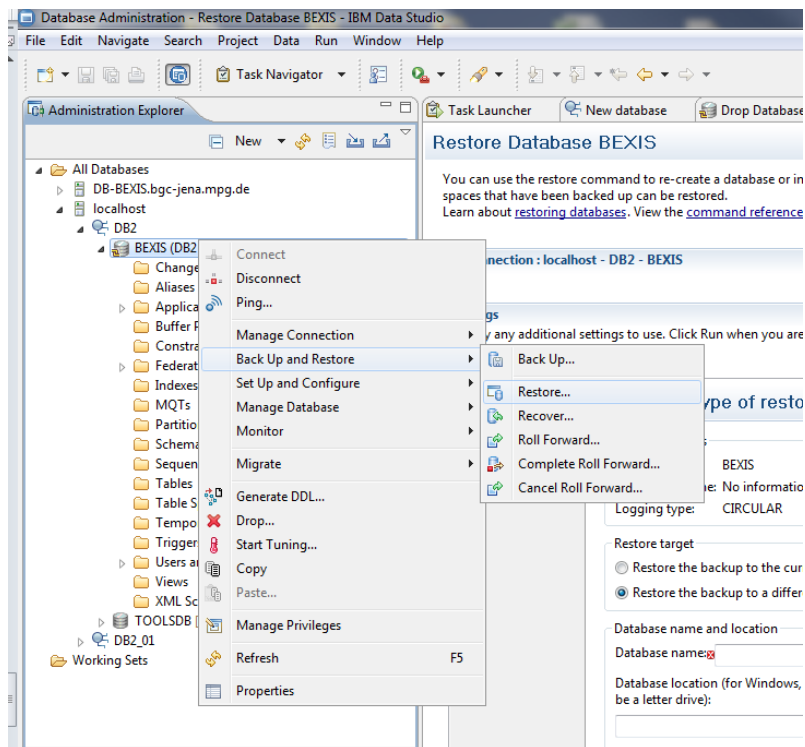 Database Administration - Restore Database BEXIS - IBM Data Studio
File Edit Navigate Search Project Data Run Window Help
Task Navigator
Administration Explorer
Task Launcher
New database
Drop Database
New
Restore Database BEXIS
You can use the restore command to re-create a database or in
spaces that have been backed up can be restored.
Learn about restoring databases. View the command reference
All Databases
DB-BEXIS.bgc-jena.mpg.de
localhost
DB2
BEXIS (DB2
Change
Aliases
Applica
Buffer P
Constra
Federat
Indexes
MQTs
Partitio
Schema
Sequen
Tables
Table S
Tempo
Trigger
Users a
Views
XML Sc
TOOLSDB [
DB2_01
Working Sets
Connect
Disconnect
Ping...
Manage Connection
Back Up and Restore
Set Up and Configure
Manage Database
Monitor
Migrate
Generate DDL...
Drop...
Start Tuning...
Copy
Paste...
Manage Privileges
Refresh F5
Properties
Back Up...
Restore...
Recover...
Roll Forward...
Complete Roll Forward...
Cancel Roll Forward...
nnection : localhost - DB2 - BEXIS
gs
y any additional settings to use. Click Run when you are
ype of resto
BEXIS
e: No informatio
Logging type: CIRCULAR
Restore target
Restore the backup to the cur
Restore the backup to a differ
Database name and location
Database name:
Database location (for Windows,
be a letter drive):